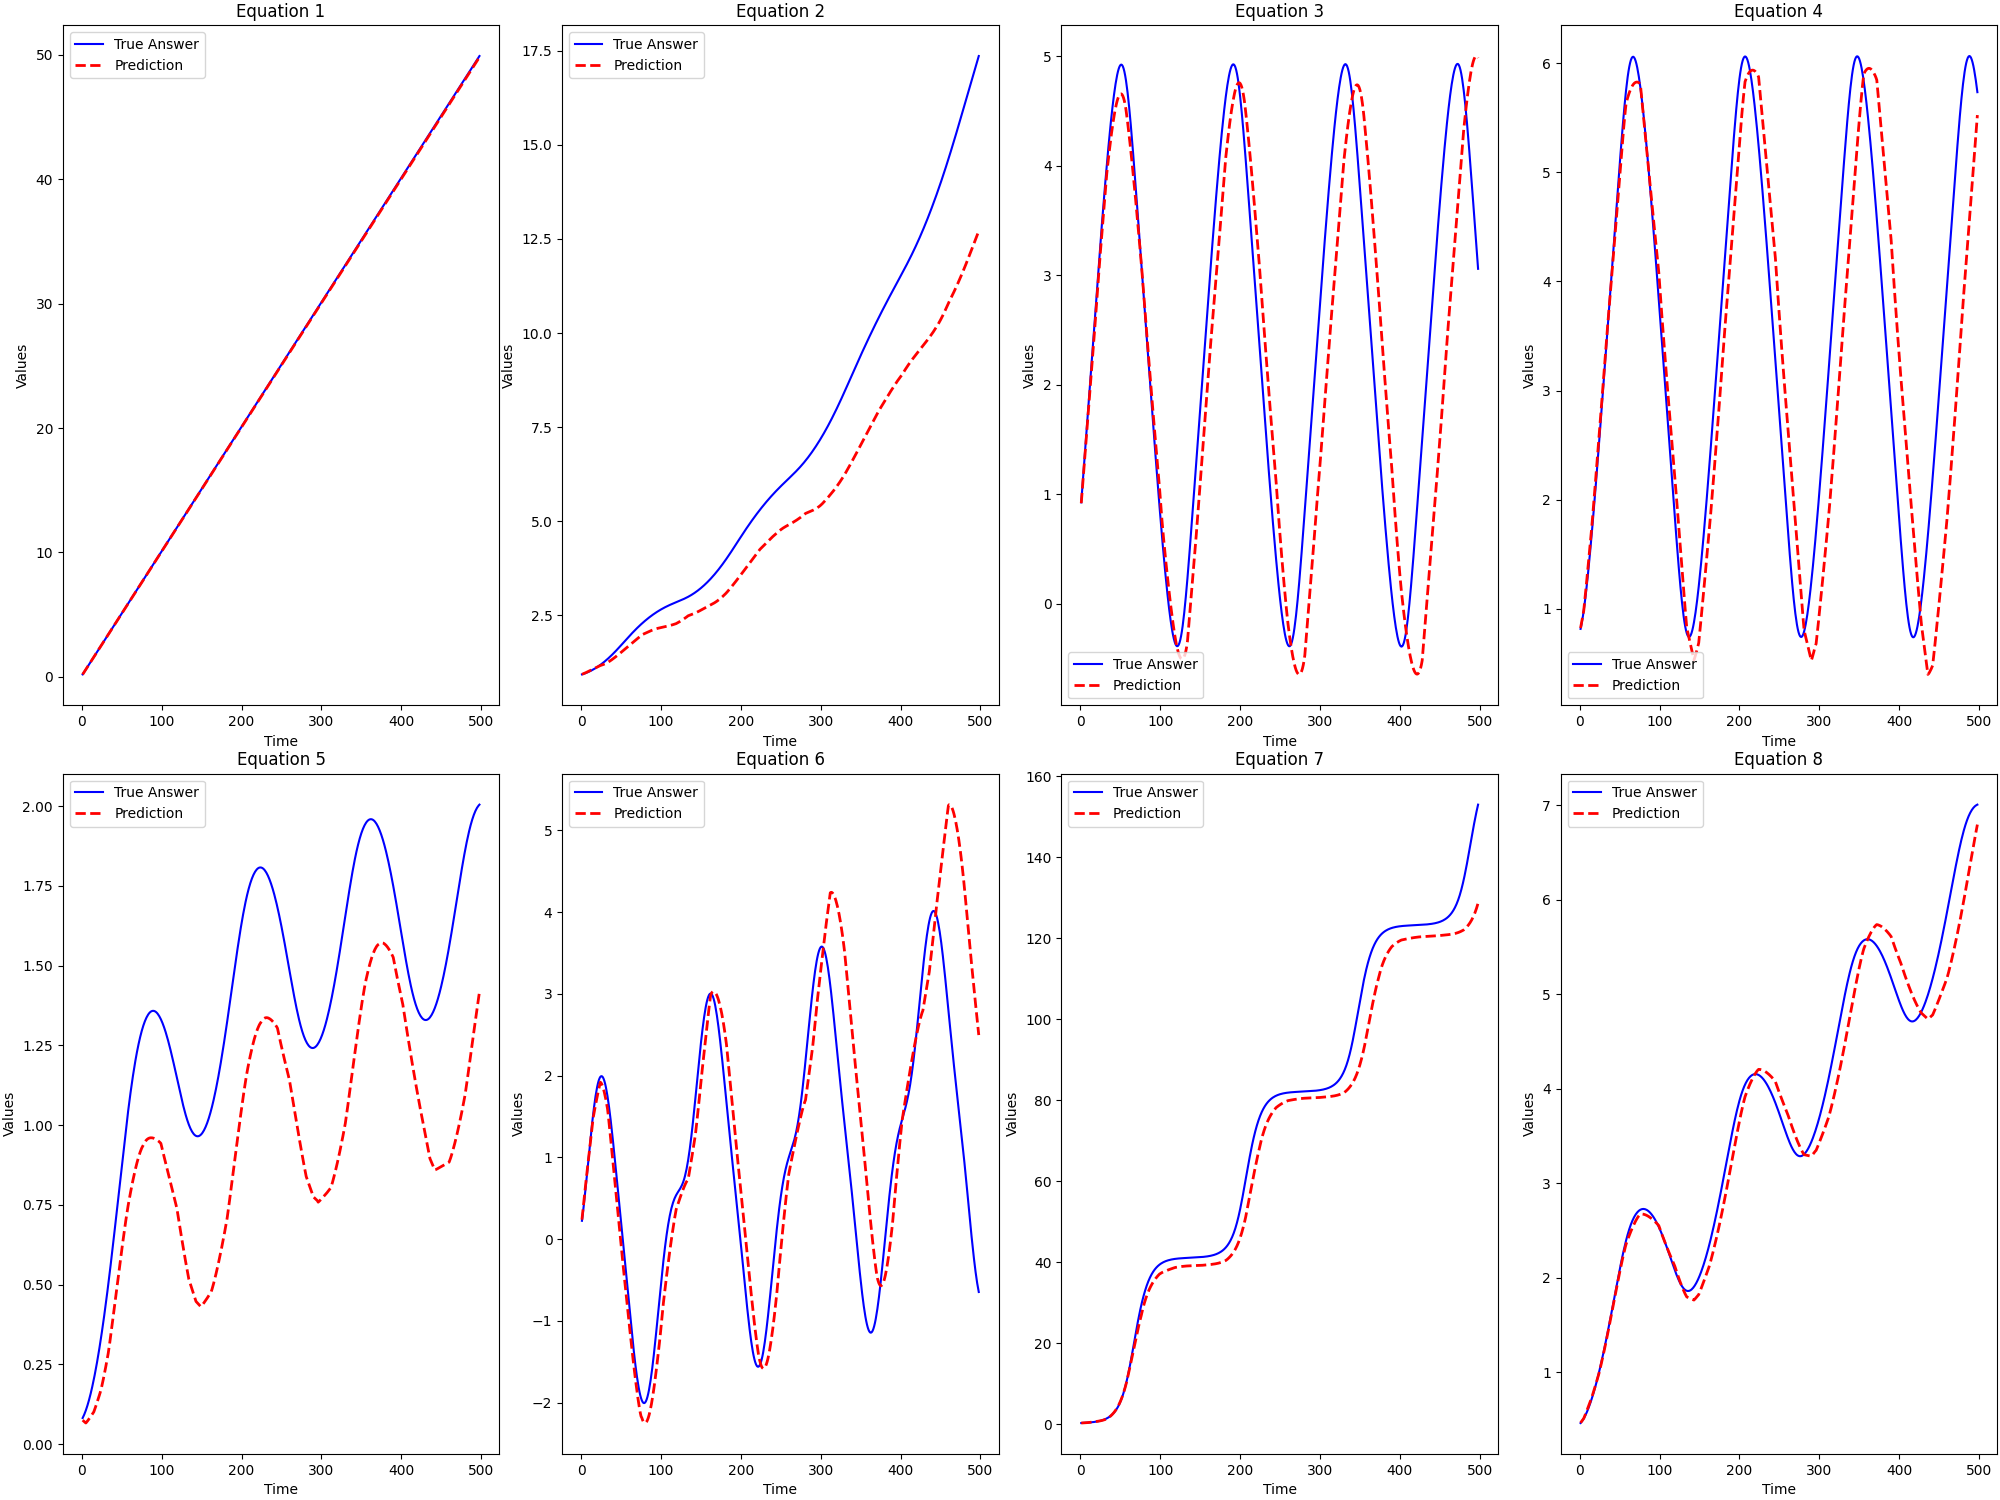 Equation 1
True Answer
Prediction
50
40
30
20
10
0
Values
0 100 200 300 400 500
Time
Equation 2
True Answer
Prediction
17.5
15.0
12.5
10.0
7.5
5.0
2.5
Values
0 100 200 300 400 500
Time
Equation 3
5
4
3
2
1
0
Values
True Answer
Prediction
0 100 200 300 400 500
Time
Equation 4
6
5
4
3
2
1
Values
True Answer
Prediction
0 100 200 300 400 500
Time
Equation 5
True Answer
Prediction
2.00
1.75
1.50
1.25
1.00
0.75
0.50
0.25
0.00
Values
0 100 200 300 400 500
Time
Equation 6
True Answer
Prediction
5
4
3
2
1
0
−1
−2
Values
0 100 200 300 400 500
Time
Equation 7
True Answer
Prediction
160
140
120
100
80
60
40
20
0
Values
0 100 200 300 400 500
Time
Equation 8
True Answer
Prediction
7
6
5
4
3
2
1
Values
0 100 200 300 400 500
Time